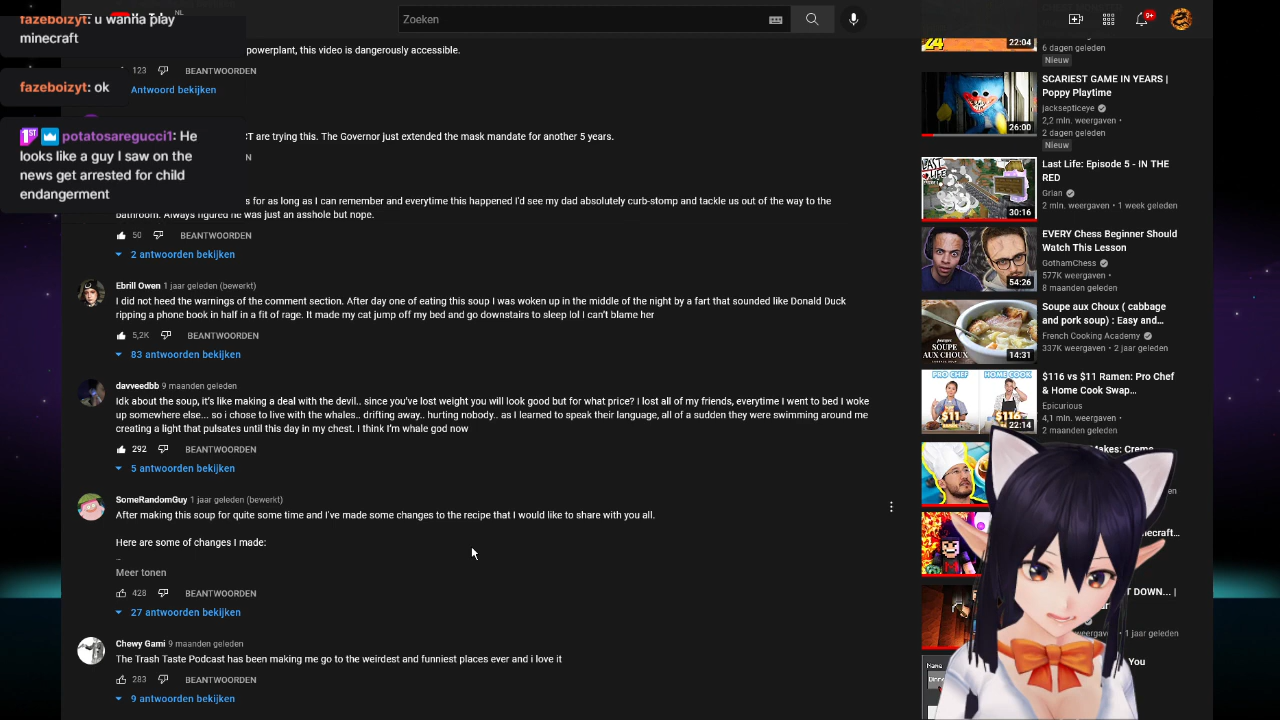 fazeboizyt: u wanna play
minecraft
fazeboizyt: ok
1ST potatosaregucci1: He
looks like a guy I saw on the
news get arrested for child
endangerment
NL
Zoeken
9+
powerplant, this video is dangerously accessible.
123 BEANTWOORDEN
Antwoord bekijken
are trying this. The Governor just extended the mask mandate for another 5 years.
for as long as I can remember and everytime this happened I'd see my dad absolutely curb-stomp and tackle us out of the way to the
bathroom. Always figured he was just an asshole but nope.
50 BEANTWOORDEN
2 antwoorden bekijken
Ebrill Owen 1 jaar geleden (bewerkt)
I did not heed the warnings of the comment section. After day one of eating this soup I was woken up in the middle of the night by a fart that sounded like Donald Duck
ripping a phone book in half in a fit of rage. It made my cat jump off my bed and go downstairs to sleep lol I can't blame her
5,2K BEANTWOORDEN
83 antwoorden bekijken
davveedbb 9 maanden geleden
Idk about the soup, it's like making a deal with the devil.. since you've lost weight you will look good but for what price? I lost all of my friends, everytime I went to bed I woke
up somewhere else... so i chose to live with the whales.. drifting away.. hurting nobody.. as I learned to speak their language, all of a sudden they were swimming around me
creating a light that pulsates until this day in my chest. I think I'm whale god now
292 BEANTWOORDEN
5 antwoorden bekijken
SomeRandomGuy 1 jaar geleden (bewerkt)
After making this soup for quite some time and I've made some changes to the recipe that I would like to share with you all.
Here are some of changes I made:
Meer tonen
428 BEANTWOORDEN
27 antwoorden bekijken
Chewy Gami 9 maanden geleden
The Trash Taste Podcast has been making me go to the weirdest and funniest places ever and i love it
283 BEANTWOORDEN
9 antwoorden bekijken
24
22:04
6 dagen geleden
Nieuw
26:00
SCARIEST GAME IN YEARS |
Poppy Playtime
jacksepticeye
2,2 mln. weergaven •
2 dagen geleden
Nieuw
LAST LIFE
30:16
Last Life: Episode 5 - IN THE
RED
Grian
2 mln. weergaven • 1 week geleden
54:26
EVERY Chess Beginner Should
Watch This Lesson
GothamChess
577K weergaven •
8 maanden geleden
SOUPE
AUX CHOUX
14:31
Soupe aux Choux ( cabbage
and pork soup) : Easy and...
French Cooking Academy
337K weergaven • 2 jaar geleden
PRO CHEF HOME COOK
$11 $116
22:14
$116 vs $11 Ramen: Pro Chef
& Home Cook Swap...
Epicurious
4,1 mln. weergaven •
2 maanden geleden
Makes: Creme
necraft...
T DOWN... |
weergav • 1 jaar geleden
You
Name
Dinn